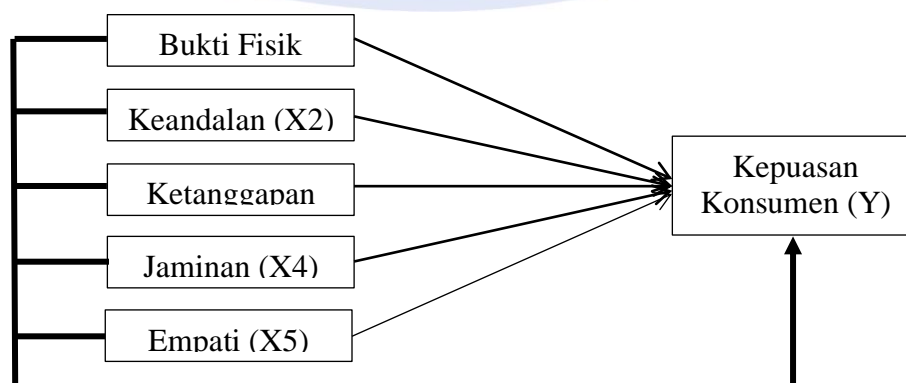 Bukti Fisik
Keandalan (X2)
Ketanggapan
Jaminan (X4)
Empati (X5)
Kepuasan
Konsumen (Y)